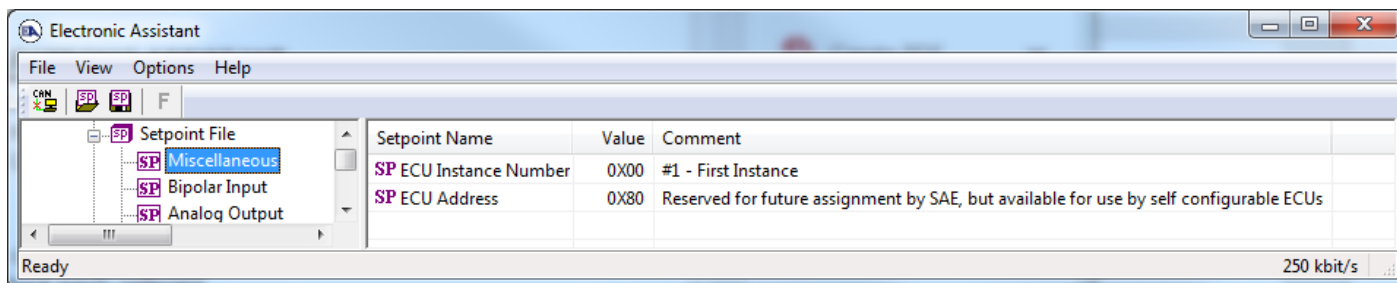 EA Electronic Assistant
File View Options Help
CAN SP SP F
SP Setpoint File
SP Miscellaneous
SP Bipolar Input
SP Analog Output
Setpoint Name Value Comment
SP ECU Instance Number 0X00 #1 - First Instance
SP ECU Address 0X80 Reserved for future assignment by SAE, but available for use by self configurable ECUs
Ready 250 kbit/s